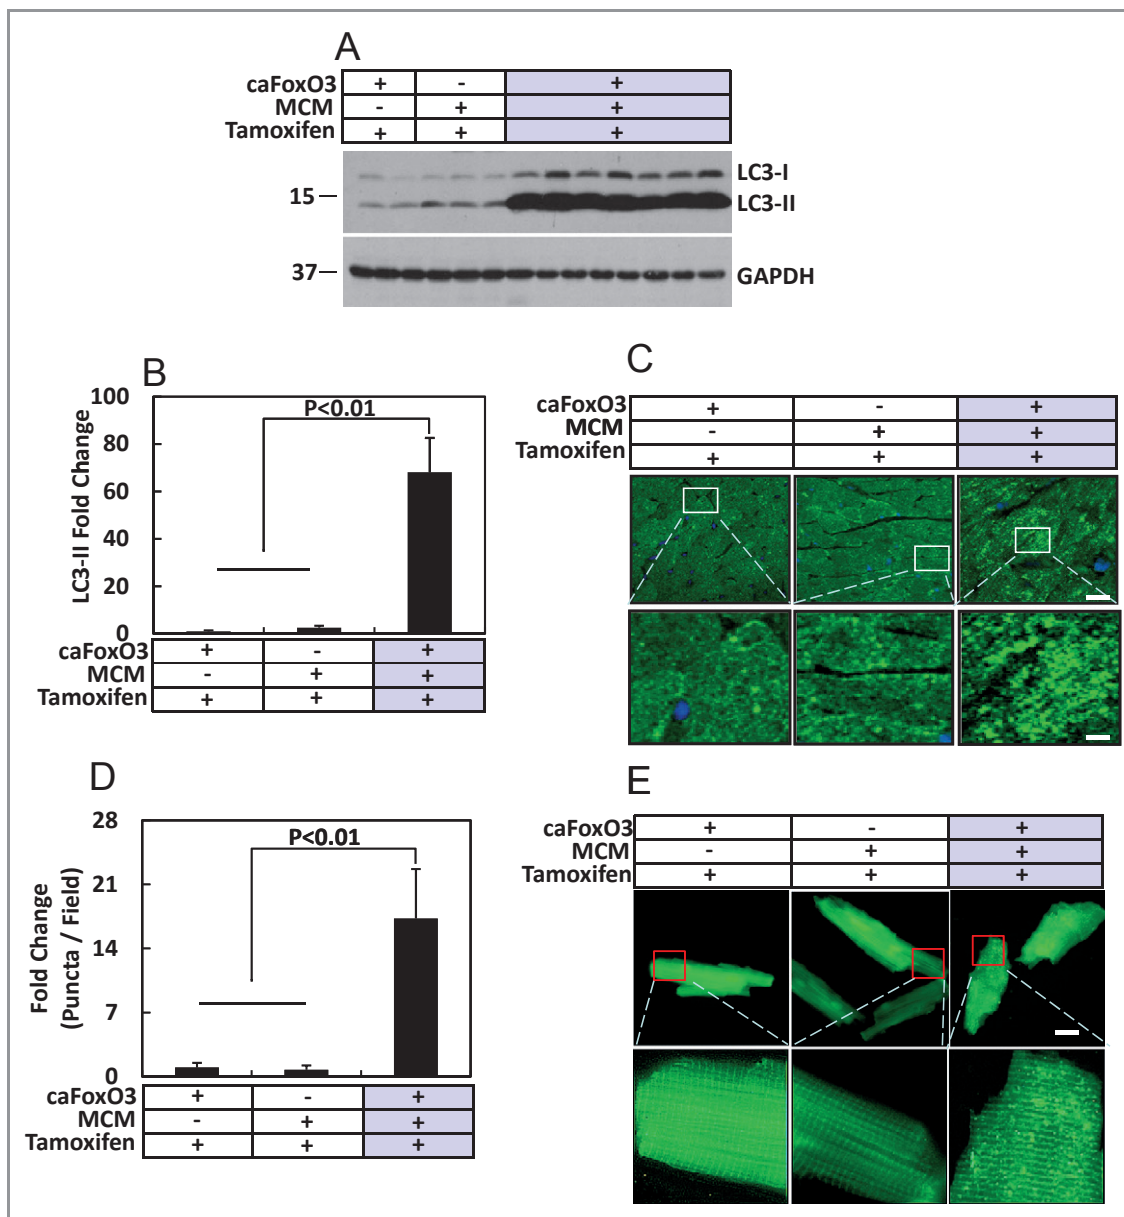 A
caFoxO3 + - +
MCM - + +
Tamoxifen + + +
LC3-I
15
LC3-II
37
GAPDH
B
LC3-II Fold Change
100
80
60
40
20
0
P<0.01
caFoxO3 + - +
MCM - + +
Tamoxifen + + +
C
caFoxO3 + - +
MCM - + +
Tamoxifen + + +
D
Fold Change
(Puncta / Field)
28
21
14
7
0
P<0.01
caFoxO3 + - +
MCM - + +
Tamoxifen + + +
E
caFoxO3 + - +
MCM - + +
Tamoxifen + + +